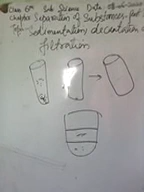 Class 6th Sub Science Date:
chapter Separation of Substances
Sedimentation, decantation
filtration